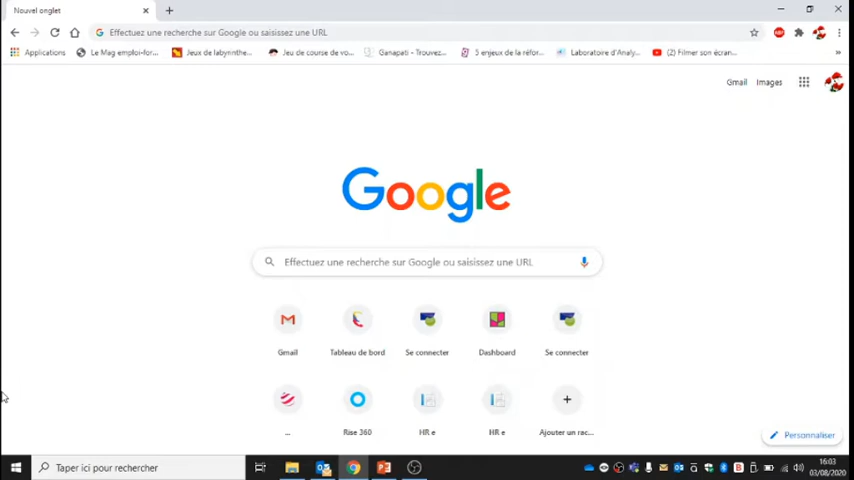 Nouvel onglet
Effectuez une recherche sur Google ou saisissez une URL
Applications Le Mag emploi-for... Jeux de labyrinthe... Jeu de course de vo... Ganapati - Trouvez... 5 enjeux de la réfor... Laboratoire d'Analy... (2) Filmer son écran... »
Gmail Images
Google
Effectuez une recherche sur Google ou saisissez une URL
Gmail Tableau de bord Se connecter Dashboard Se connecter
... Rise 360 HR e HR e Ajouter un rac...
Personnaliser
Taper ici pour rechercher
16:03
03/08/2020